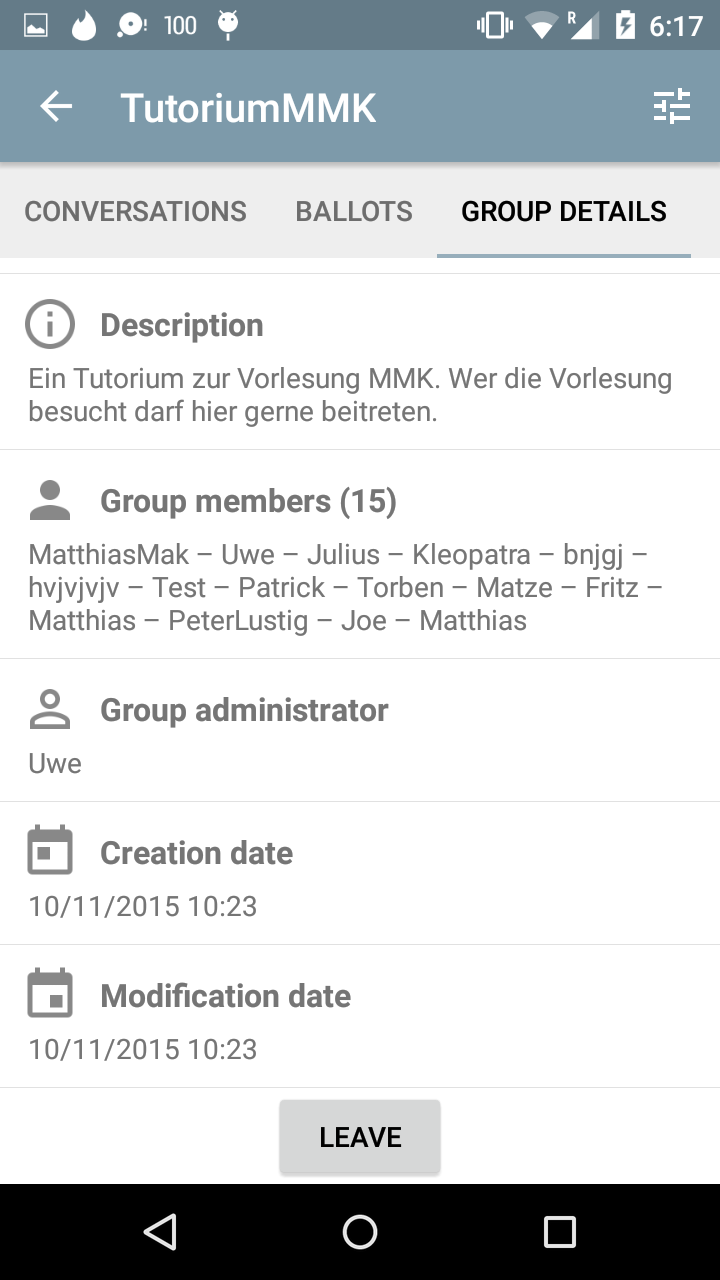 100
R
6:17
TutoriumMMK
CONVERSATIONS BALLOTS GROUP DETAILS
Description
Ein Tutorium zur Vorlesung MMK. Wer die Vorlesung
besucht darf hier gerne beitreten.
Group members (15)
MatthiasMak – Uwe – Julius – Kleopatra – bnjgj –
hvjvjvjv – Test – Patrick – Torben – Matze – Fritz –
Matthias – PeterLustig – Joe – Matthias
Group administrator
Uwe
Creation date
10/11/2015 10:23
Modification date
10/11/2015 10:23
LEAVE